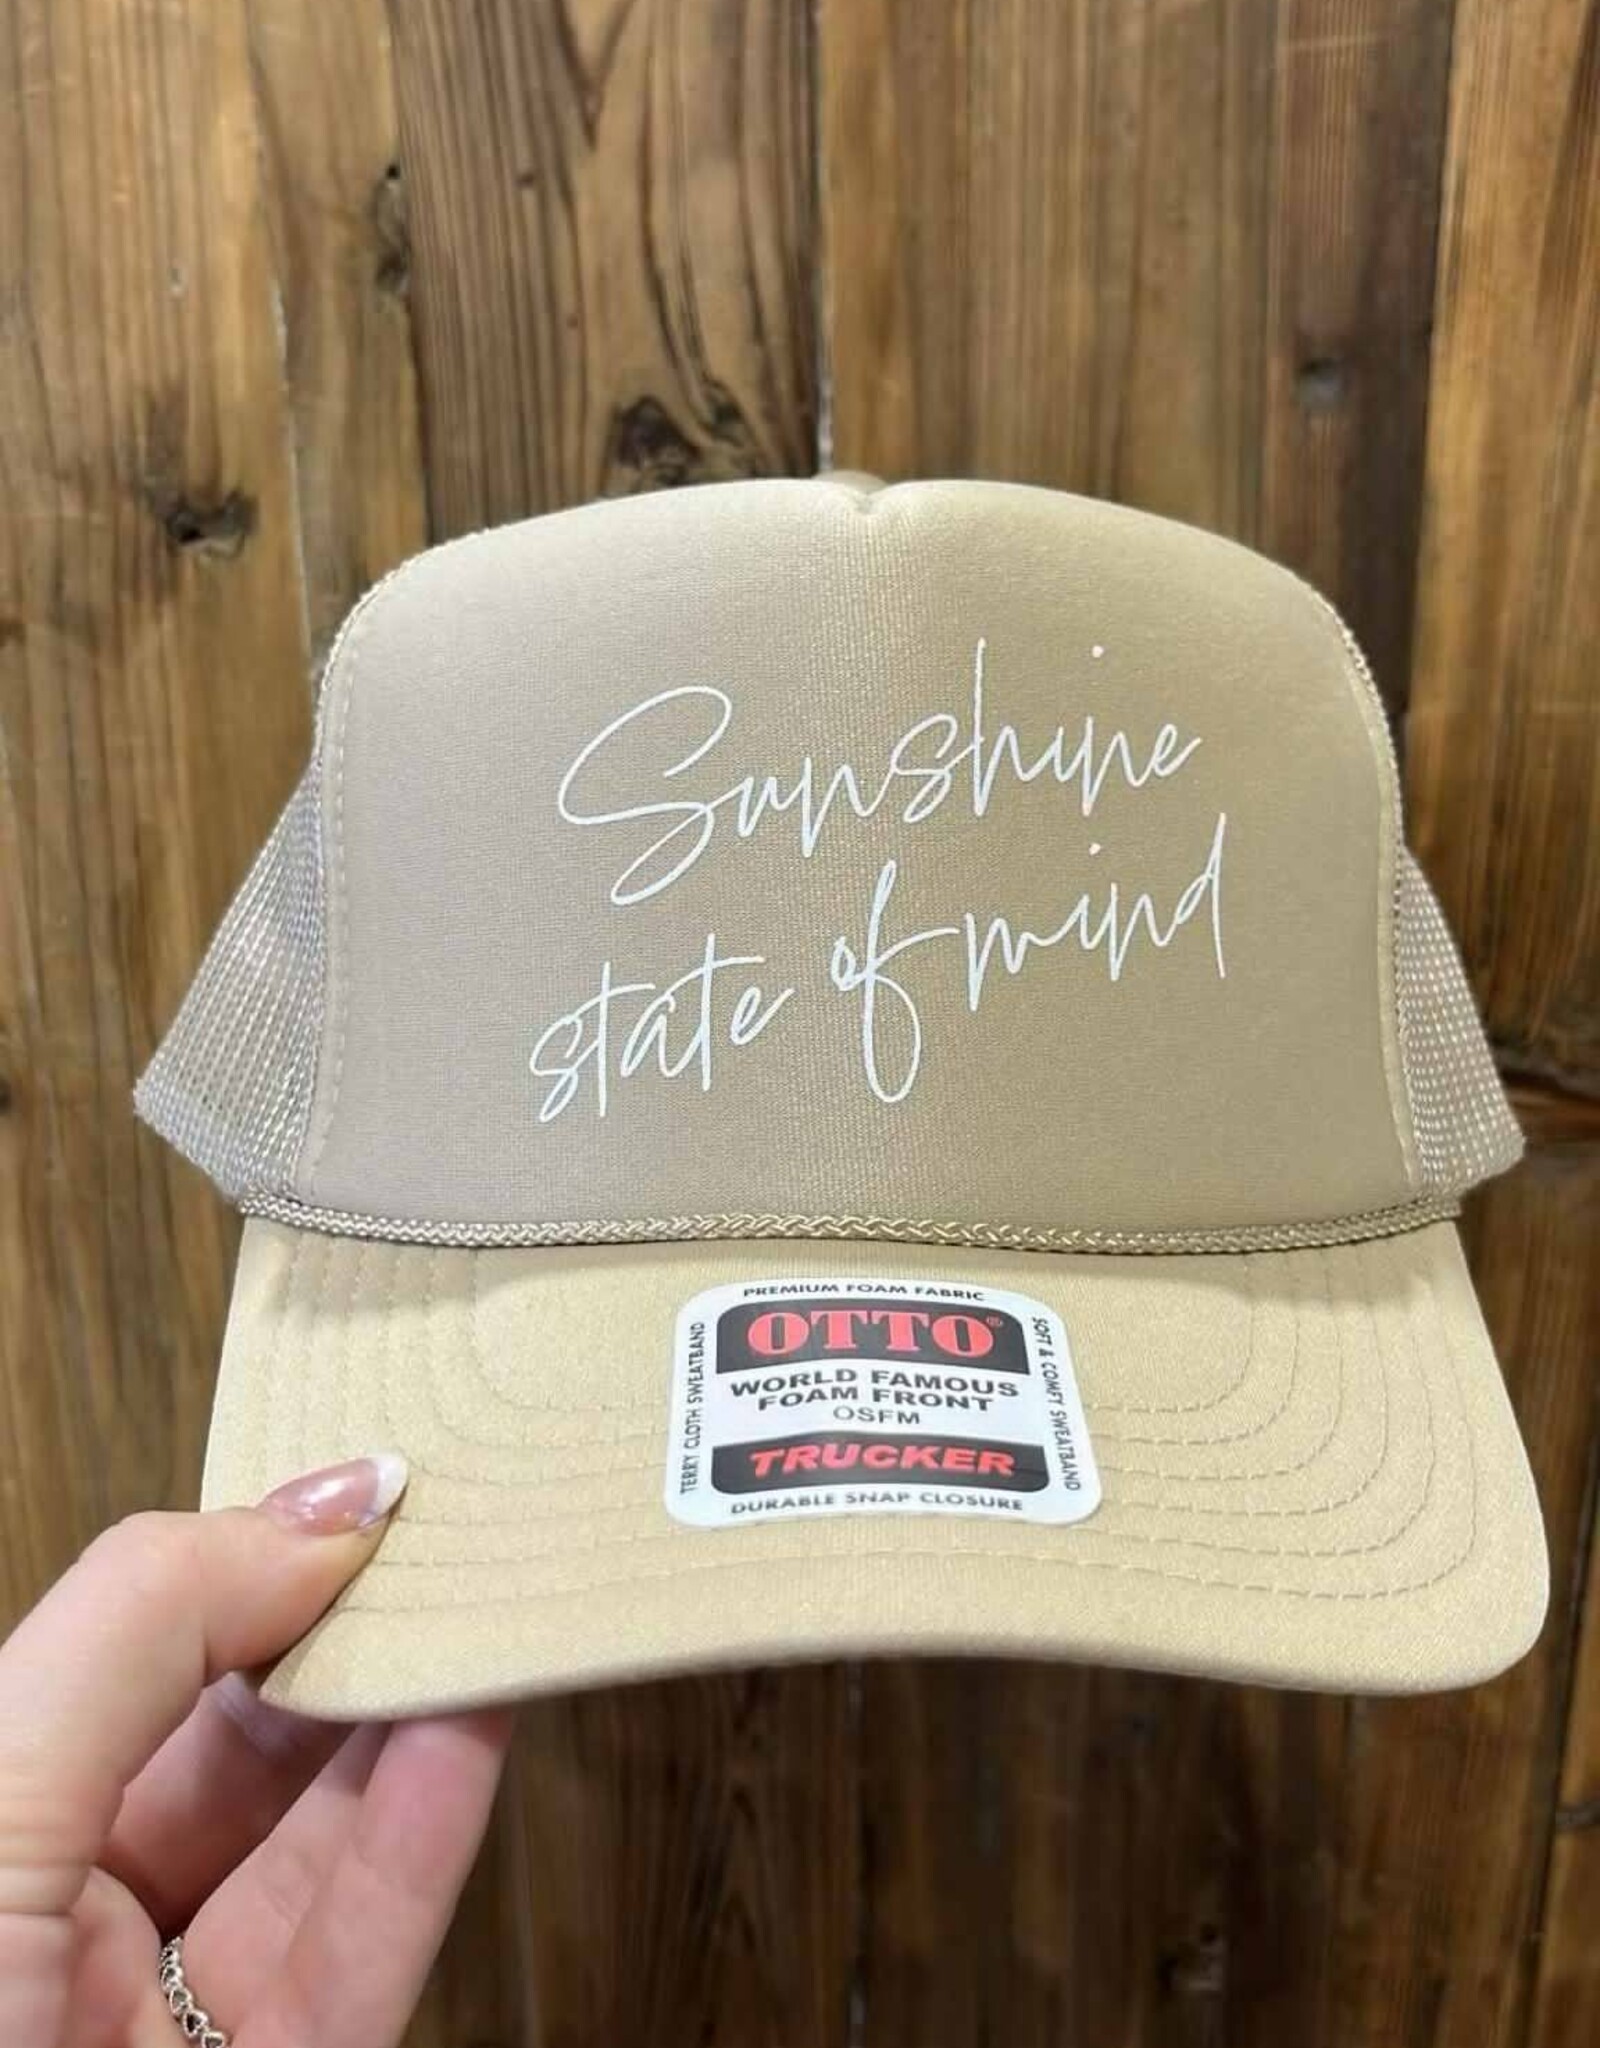 Sunshine
state of mind
PREMIUM FOAM FABRIC
OTTO®
WORLD FAMOUS
FOAM FRONT
OSFM
TRUCKER
DURABLE SNAP CLOSURE
TERRY CLOTH SWEATBAND
SOFT & COMFY SWEATBAND